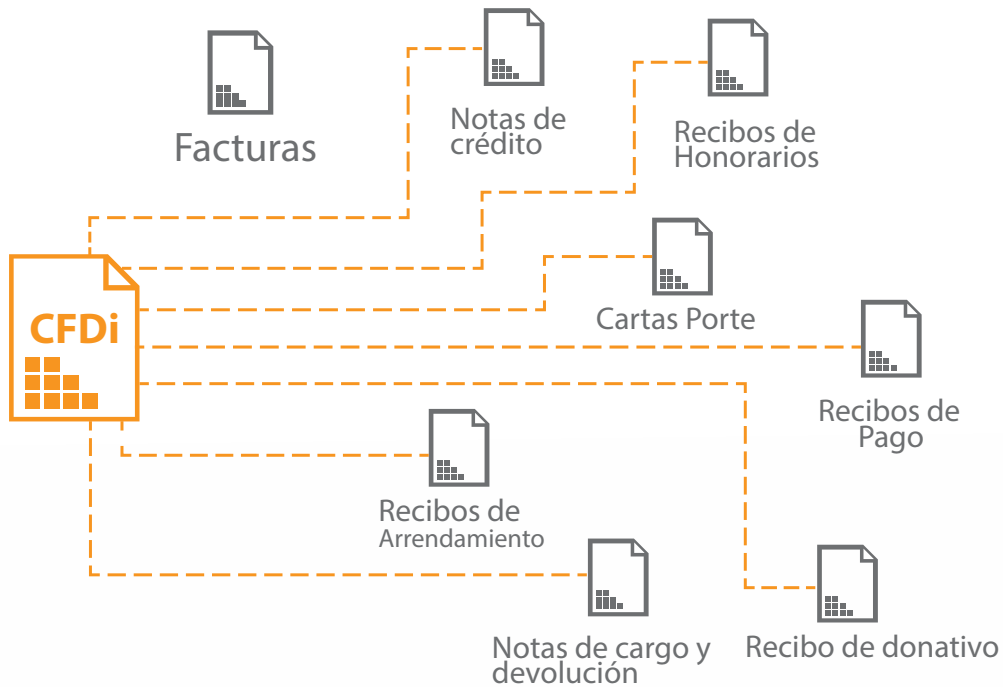 Facturas
Notas de
crédito
Recibos de
Honorarios
CFDi
Cartas Porte
Recibos de
Pago
Recibos de
Arrendamiento
Notas de cargo y
devolución
Recibo de donativo